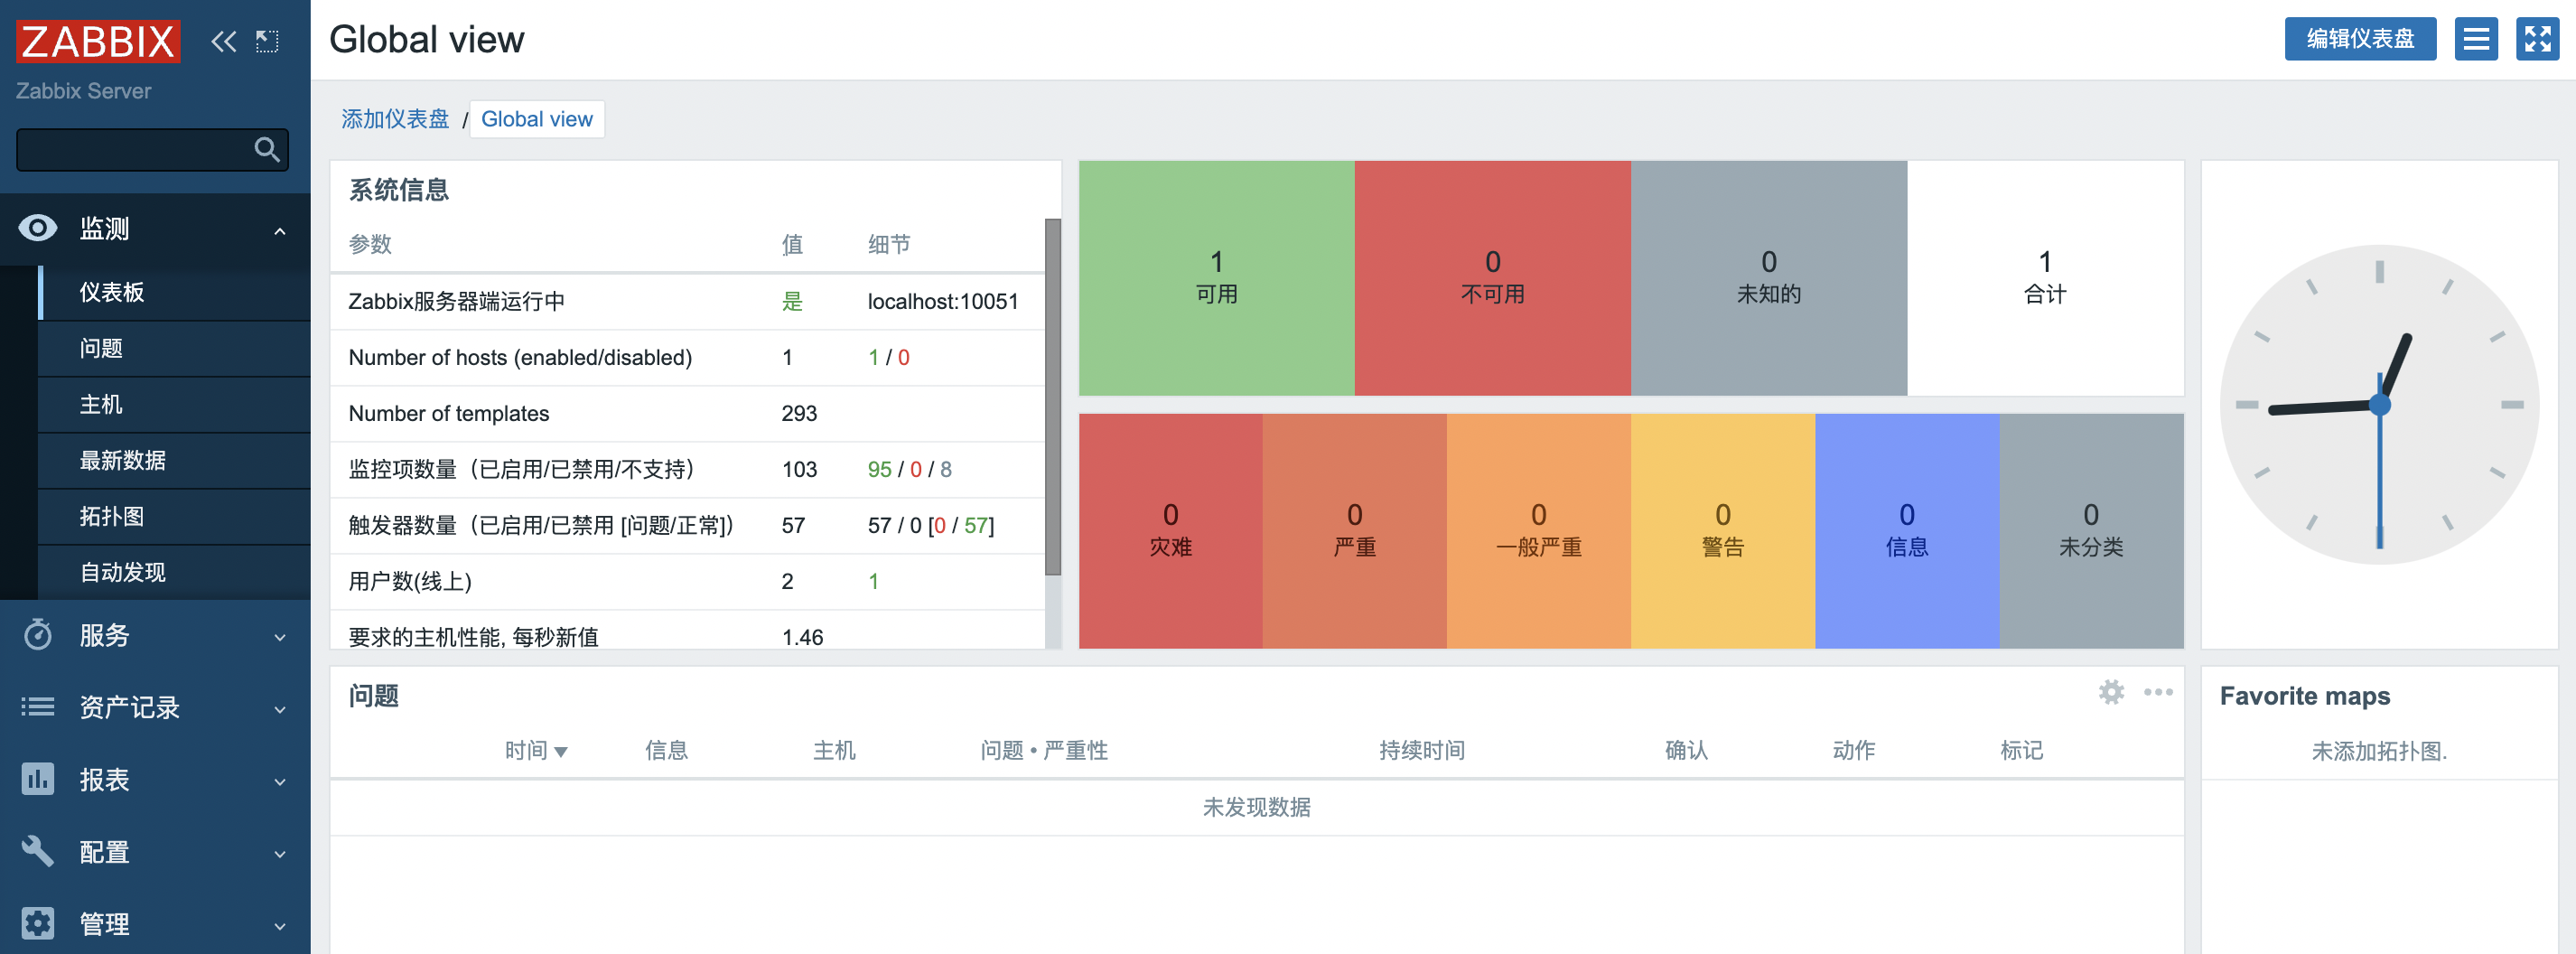 ZABBIX
Zabbix Server
监测
仪表板
问题
主机
最新数据
拓扑图
自动发现
服务
资产记录
报表
配置
管理
Global view
编辑仪表盘
添加仪表盘 / Global view
系统信息
参数 值 细节
Zabbix服务器端运行中 是 localhost:10051
Number of hosts (enabled/disabled) 1 1 / 0
Number of templates 293
监控项数量（已启用/已禁用/不支持） 103 95 / 0 / 8
触发器数量（已启用/已禁用 [问题/正常]） 57 57 / 0 [0 / 57]
用户数(线上) 2 1
要求的主机性能, 每秒新值 1.46
1 0 0 1
可用 不可用 未知的 合计
0 0 0 0 0 0
灾难 严重 一般严重 警告 信息 未分类
问题
时间 信息 主机 问题 • 严重性 持续时间 确认 动作 标记
未发现数据
Favorite maps
未添加拓扑图.